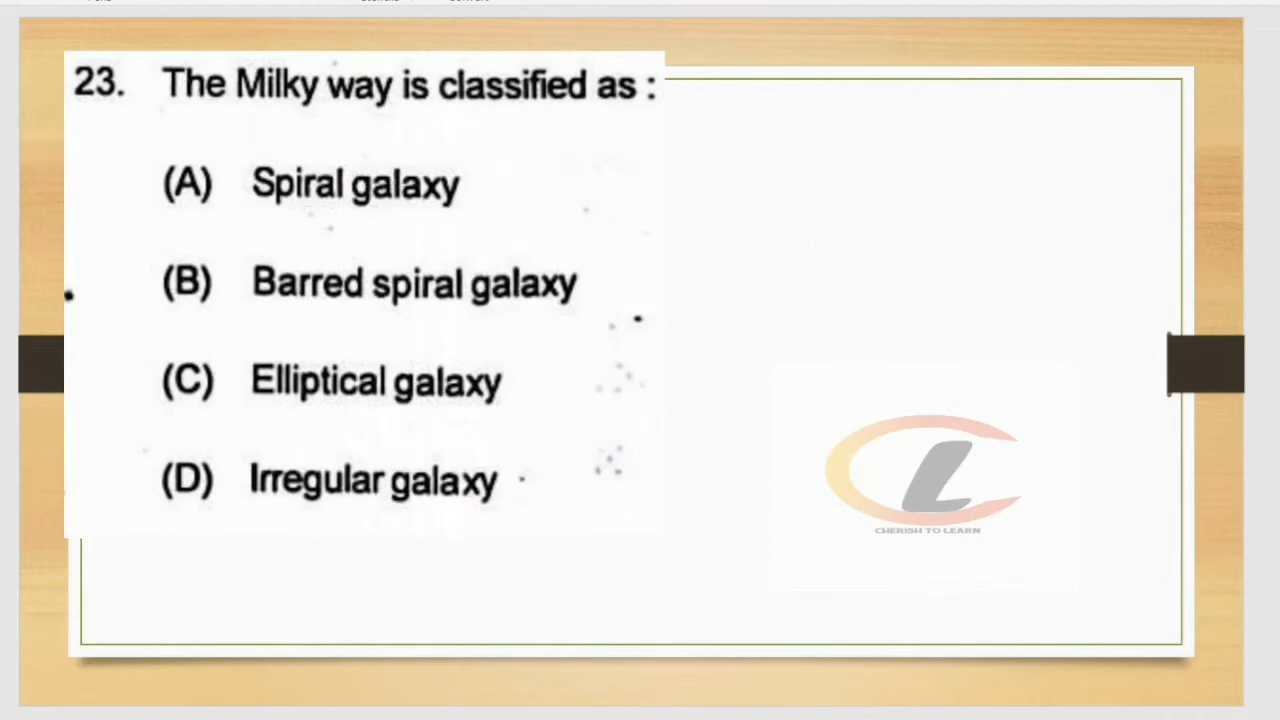 23. The Milky way is classified as :
(A) Spiral galaxy
(B) Barred spiral galaxy
(C) Elliptical galaxy
(D) Irregular galaxy
CL
CHERISH TO LEARN